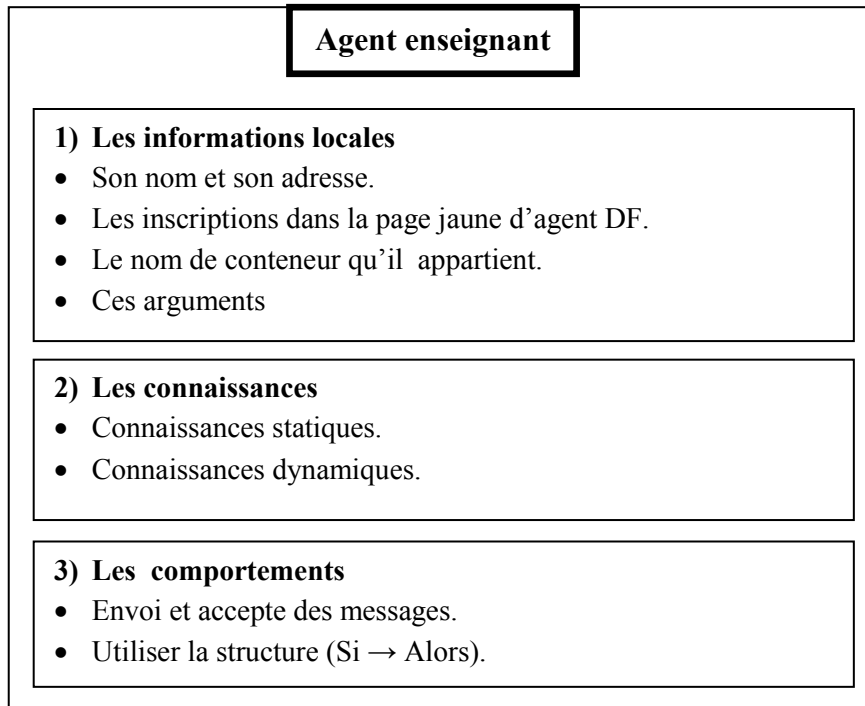 Agent enseignant
1) Les informations locales
• Son nom et son adresse.
• Les inscriptions dans la page jaune d’agent DF.
• Le nom de conteneur qu’il appartient.
• Ces arguments
2) Les connaissances
• Connaissances statiques.
• Connaissances dynamiques.
3) Les comportements
• Envoi et accepte des messages.
• Utiliser la structure (Si → Alors).